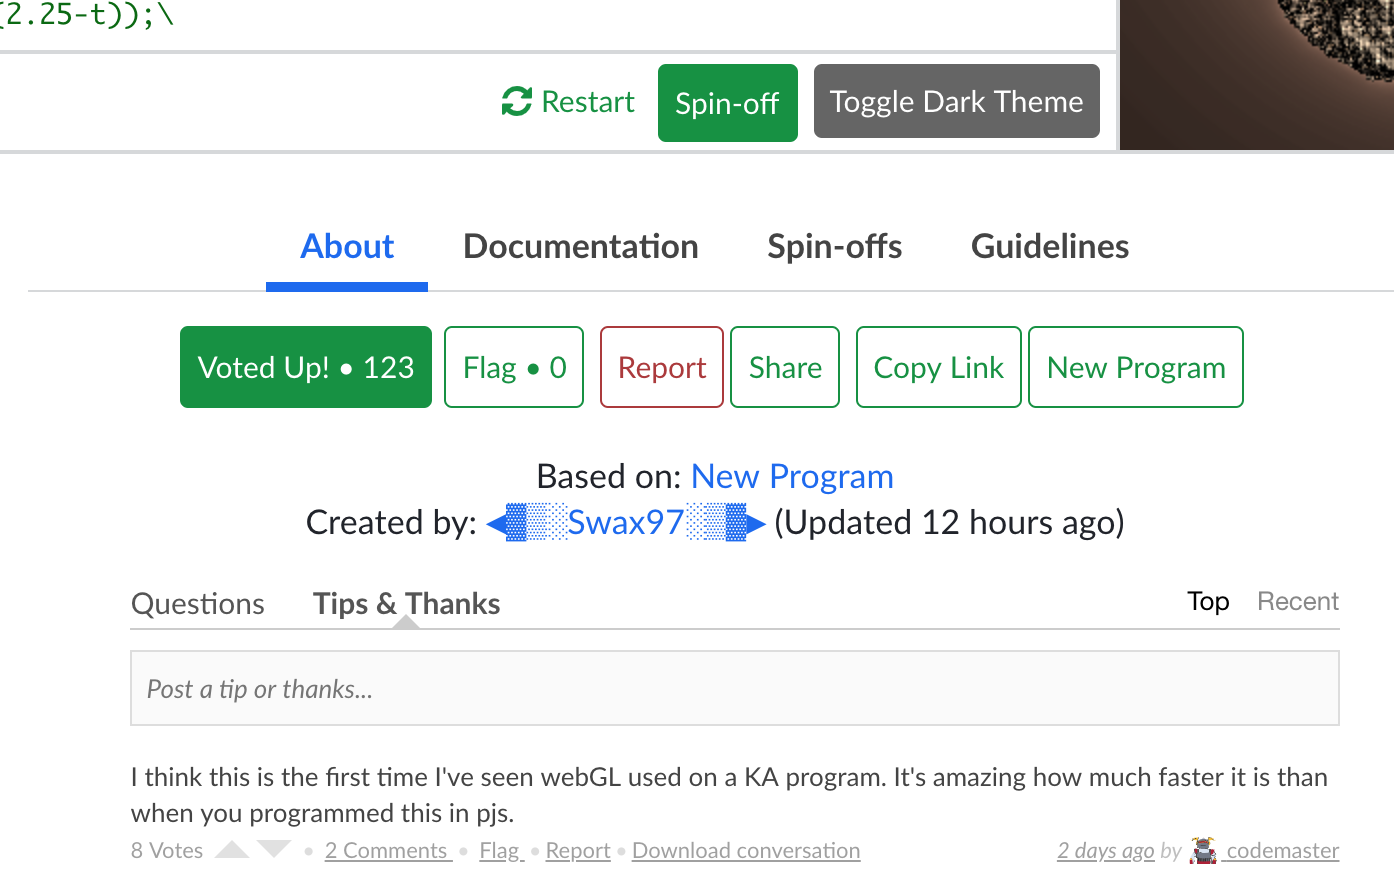 (2.25-t));\
Restart Spin-off Toggle Dark Theme
About Documentation Spin-offs Guidelines
Voted Up! • 123 Flag • 0 Report Share Copy Link New Program
Based on: New Program
Created by: ◀▓▒░Swax97░▒▓▶ (Updated 12 hours ago)
Questions Tips & Thanks Top Recent
Post a tip or thanks...
I think this is the first time I've seen webGL used on a KA program. It's amazing how much faster it is than
when you programmed this in pjs.
8 Votes • 2 Comments • Flag • Report • Download conversation 2 days ago by codemaster